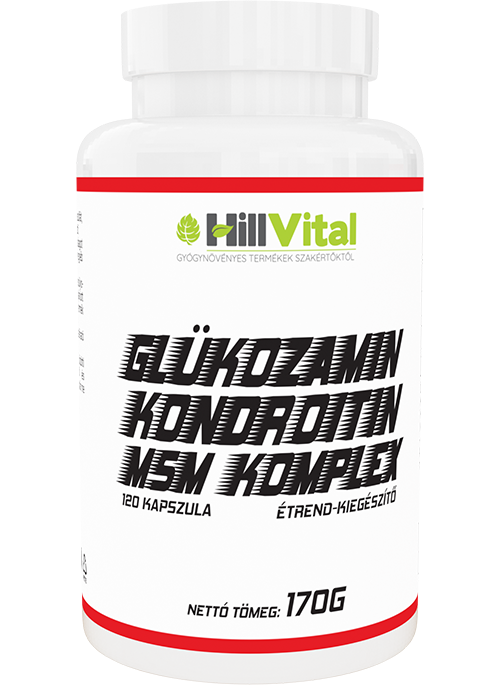 HillVital
GYÓGYNÖVÉNYES TERMÉKEK SZAKÉRTŐKTŐL
GLÜKOZAMIN
KONDROITIN
MSM KOMPLEX
120 KAPSZULA ÉTREND-KIEGÉSZÍTŐ
NETTÓ TÖMEG: 170G